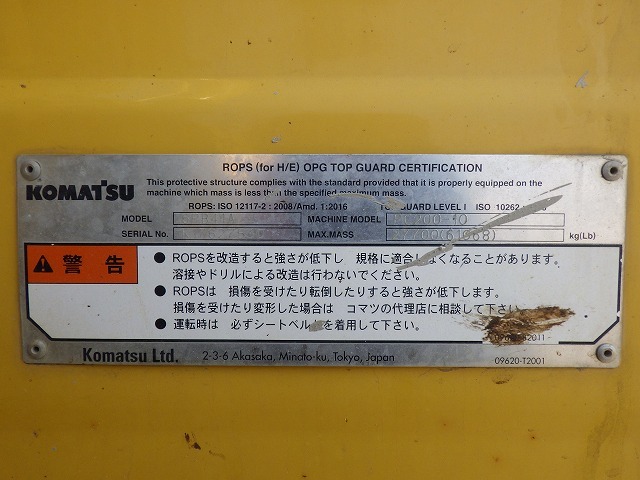 ROPS (for H/E) OPG TOP GUARD CERTIFICATION
KOMATSU
This protective structure complies with the standard provided that it is properly equipped on the
machine which mass is less than the specified maximum mass.
ROPS: ISO 12117-2 : 2008/Amd. 1:2016 GUARD LEVEL I ISO 10262
MODEL MACHINE MODEL
SERIAL No. MAX.MASS kg(Lb)
警告
● ROPSを改造すると強さが低下し 規格に適合しなくなることがあります。
溶接やドリルによる改造は行わないでください。
● ROPSは 損傷を受けたり転倒したりすると強さが低下します。
損傷を受けたり変形した場合は コマツの代理店に相談して下さい
● 運転時は 必ずシートベルトを着用して下さい。
Komatsu Ltd. 2-3-6 Akasaka, Minato-ku, Tokyo, Japan
09620-T2001